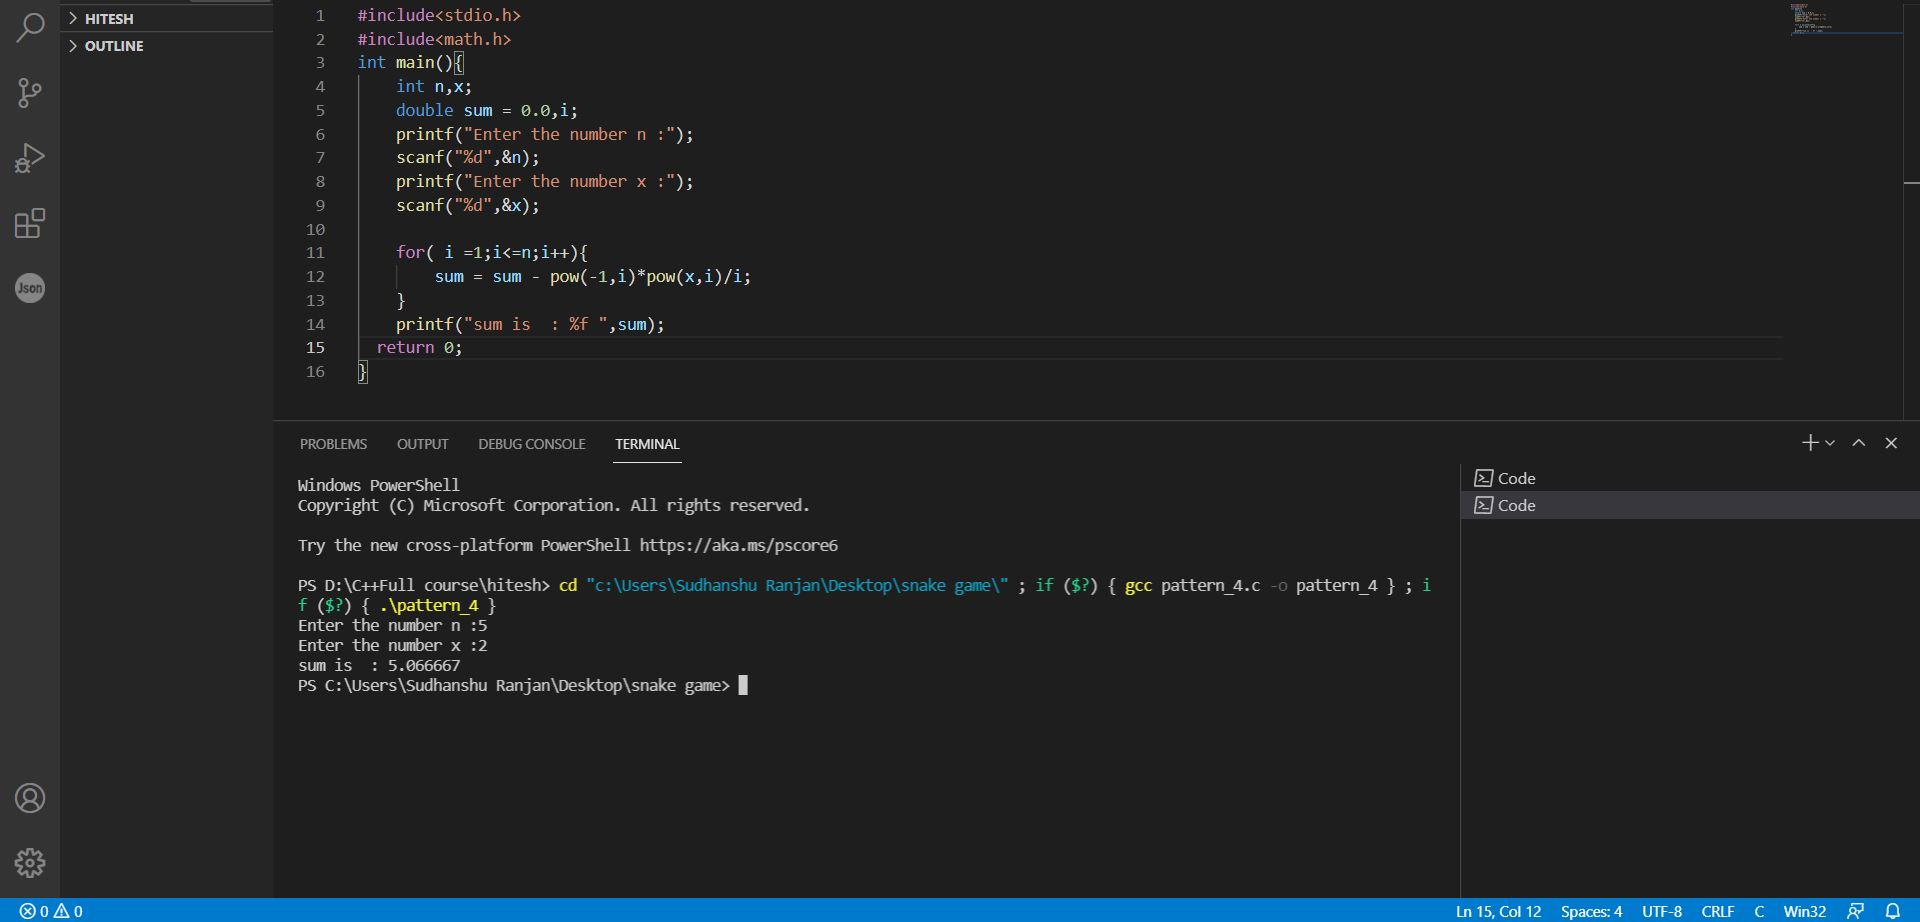 HITESH
OUTLINE
Json
1 #include<stdio.h>
2 #include<math.h>
3 int main(){
4     int n,x;
5     double sum = 0.0,i;
6     printf("Enter the number n :");
7     scanf("%d",&n);
8     printf("Enter the number x :");
9     scanf("%d",&x);
10
11     for( i =1;i<=n;i++){
12         sum = sum - pow(-1,i)*pow(x,i)/i;
13     }
14     printf("sum is  : %f ",sum);
15   return 0;
16 }
PROBLEMS OUTPUT DEBUG CONSOLE TERMINAL
Windows PowerShell
Copyright (C) Microsoft Corporation. All rights reserved.
Try the new cross-platform PowerShell https://aka.ms/pscore6
PS D:\C++Full course\hitesh> cd "c:\Users\Sudhanshu Ranjan\Desktop\snake game\" ; if ($?) { gcc pattern_4.c -o pattern_4 } ; i
f ($?) { .\pattern_4 }
Enter the number n :5
Enter the number x :2
sum is  : 5.066667
PS C:\Users\Sudhanshu Ranjan\Desktop\snake game>
Code
Code
0 0 Ln 15, Col 12 Spaces: 4 UTF-8 CRLF C Win32